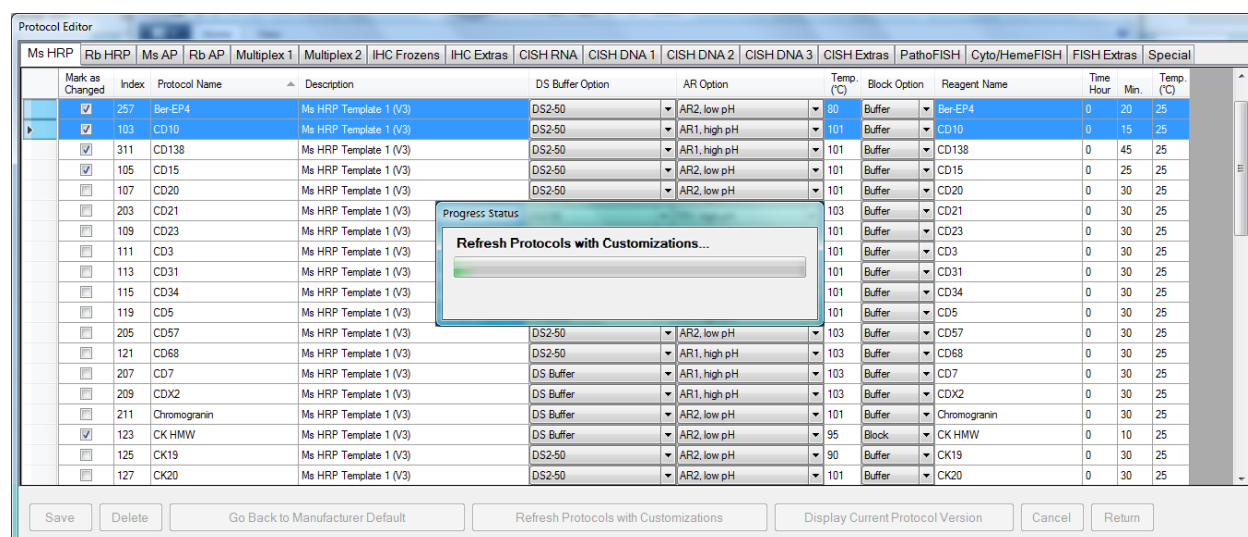 Protocol Editor
Ms HRP Rb HRP Ms AP Rb AP Multiplex 1 Multiplex 2 IHC Frozens IHC Extras CISH RNA CISH DNA 1 CISH DNA 2 CISH DNA 3 CISH Extras PathoFISH Cyto/HemeFISH FISH Extras Special
Mark as Changed Index Protocol Name Description DS Buffer Option AR Option Temp. (°C) Block Option Reagent Name Time Hour Min. Temp. (°C)
257 Ber-EP4 Ms HRP Template 1 (V3) DS2-50 AR2, low pH 80 Buffer Ber-EP4 0 20 25
103 CD10 Ms HRP Template 1 (V3) DS2-50 AR1, high pH 101 Buffer CD10 0 15 25
311 CD138 Ms HRP Template 1 (V3) DS2-50 AR1, high pH 101 Buffer CD138 0 45 25
105 CD15 Ms HRP Template 1 (V3) DS2-50 AR2, low pH 101 Buffer CD15 0 25 25
107 CD20 Ms HRP Template 1 (V3) DS2-50 AR2, low pH 101 Buffer CD20 0 30 25
203 CD21 Ms HRP Template 1 (V3) 103 Buffer CD21 0 30 25
109 CD23 Ms HRP Template 1 (V3) 101 Buffer CD23 0 30 25
111 CD3 Ms HRP Template 1 (V3) 101 Buffer CD3 0 30 25
113 CD31 Ms HRP Template 1 (V3) 101 Buffer CD31 0 30 25
115 CD34 Ms HRP Template 1 (V3) 101 Buffer CD34 0 30 25
119 CD5 Ms HRP Template 1 (V3) 101 Buffer CD5 0 30 25
205 CD57 Ms HRP Template 1 (V3) DS2-50 AR2, low pH 103 Buffer CD57 0 30 25
121 CD68 Ms HRP Template 1 (V3) DS2-50 AR1, high pH 103 Buffer CD68 0 30 25
207 CD7 Ms HRP Template 1 (V3) DS Buffer AR1, high pH 103 Buffer CD7 0 30 25
209 CDX2 Ms HRP Template 1 (V3) DS Buffer AR1, high pH 103 Buffer CDX2 0 30 25
211 Chromogranin Ms HRP Template 1 (V3) DS Buffer AR2, low pH 101 Buffer Chromogranin 0 30 25
123 CK HMW Ms HRP Template 1 (V3) DS Buffer AR2, low pH 95 Block CK HMW 0 10 25
125 CK19 Ms HRP Template 1 (V3) DS2-50 AR2, low pH 90 Buffer CK19 0 30 25
127 CK20 Ms HRP Template 1 (V3) DS2-50 AR2, low pH 101 Buffer CK20 0 30 25
Progress Status
Refresh Protocols with Customizations...
Save Delete Go Back to Manufacturer Default Refresh Protocols with Customizations Display Current Protocol Version Cancel Return